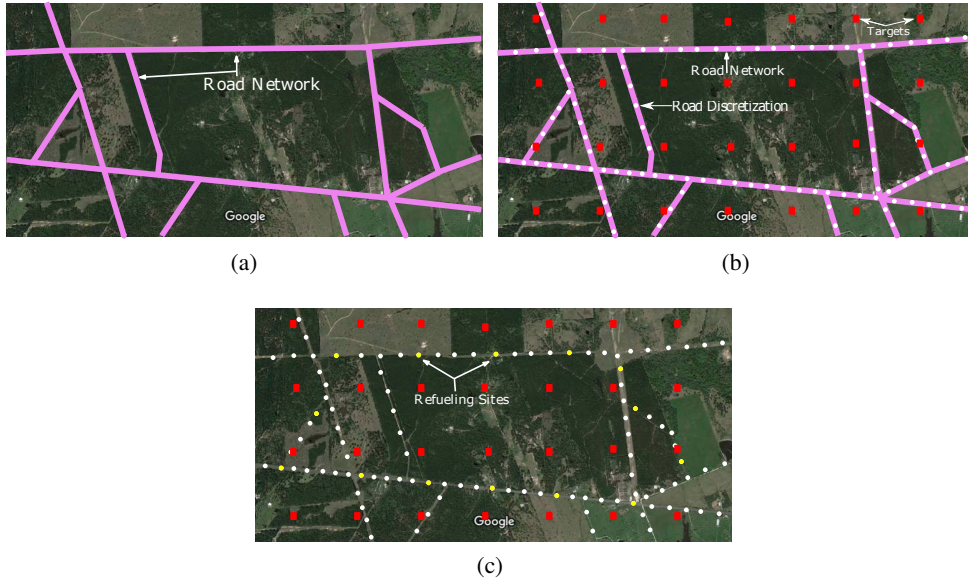 Road Network
Google
(a)
Targets
Road Network
Road Discretization
Google
(b)
Refueling Sites
Google
(c)